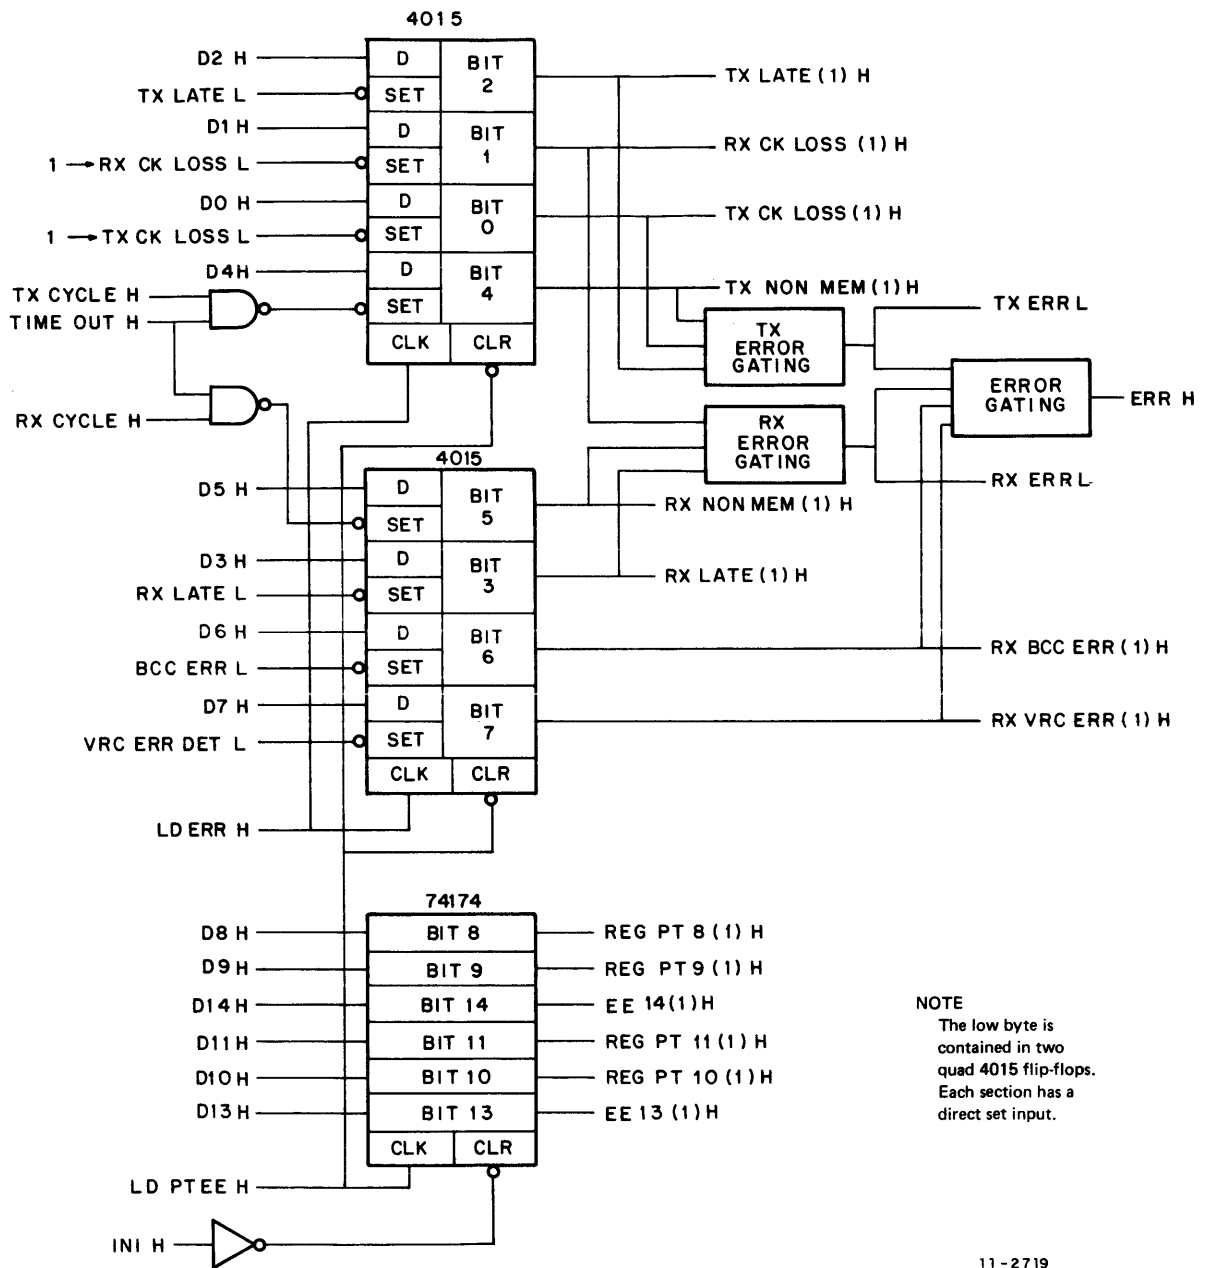 4015
D2 H
D
BIT
2
TX LATE (1) H
TX LATE L
SET
D1 H
D
BIT
1
RX CK LOSS (1) H
1 → RX CK LOSS L
SET
D0 H
D
BIT
0
TX CK LOSS (1) H
1 → TX CK LOSS L
SET
D4H
D
BIT
4
TX NON MEM (1) H
TX CYCLE H
SET
TIME OUT H
CLK
CLR
TX
ERROR
GATING
TX ERR L
ERROR
GATING
ERR H
RX CYCLE H
RX
ERROR
GATING
RX ERR L
4015
D5 H
D
BIT
5
RX NON MEM (1) H
SET
D3 H
D
BIT
3
RX LATE (1) H
RX LATE L
SET
D6 H
D
BIT
6
RX BCC ERR (1) H
BCC ERR L
SET
D7 H
D
BIT
7
RX VRC ERR (1) H
VRC ERR DET L
SET
CLK
CLR
LD ERR H
74174
D8 H
BIT 8
REG PT 8 (1) H
D9 H
BIT 9
REG PT9 (1) H
D14 H
BIT 14
EE 14(1) H
D11 H
BIT 11
REG PT 11 (1) H
D10 H
BIT 10
REG PT 10 (1) H
D13 H
BIT 13
EE 13 (1) H
CLK
CLR
LD PTEE H
INI H
NOTE
The low byte is
contained in two
quad 4015 flip-flops.
Each section has a
direct set input.
11-2719